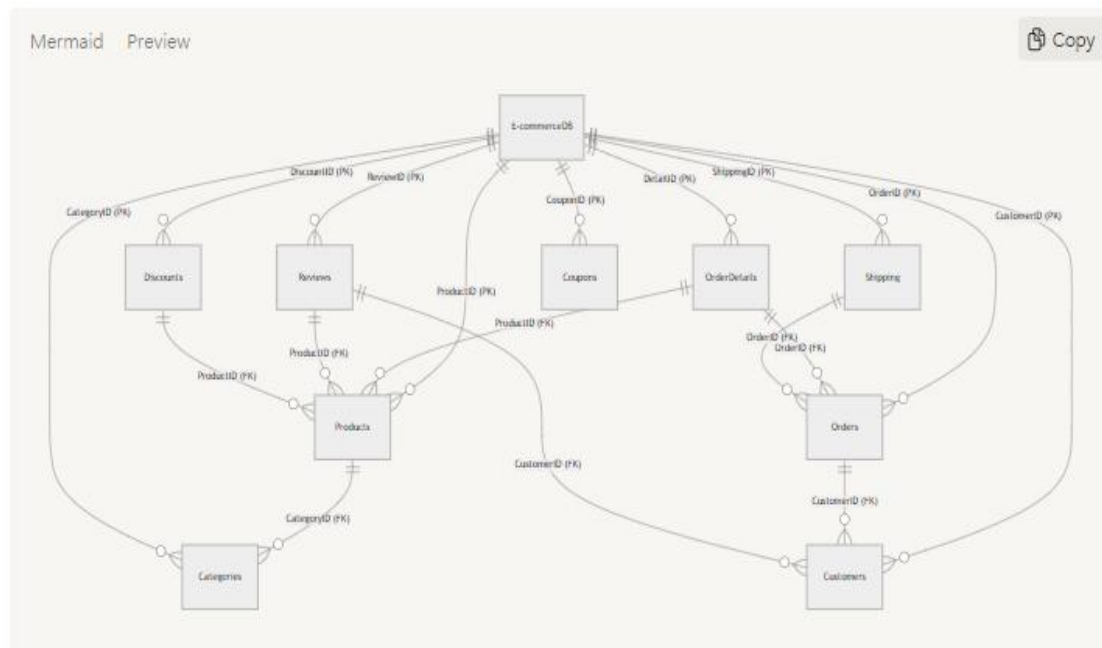 Mermaid Preview
Copy
E-commerceDB
DiscountID (PK)
ReviewID (PK)
DetailID (PK)
ShippingID (PK)
OrderID (PK)
CouponID (PK)
CategoryID (PK)
CustomerID (PK)
Discounts
Reviews
Coupons
OrderDetails
Shipping
ProductID (PK)
ProductID (FK)
OrderID (FK)
OrderID (FK)
ProductID (FK)
ProductID (FK)
Products
Orders
CustomerID (FK)
CustomerID (FK)
CategoryID (FK)
Categories
Customers